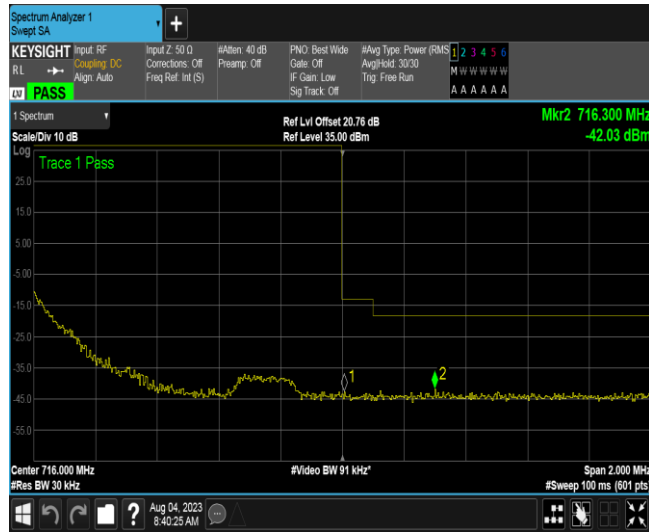 Spectrum Analyzer 1
Swept SA
+
KEYSIGHT Input: RF Input Z: 50 Ω #Atten: 40 dB PNO: Best Wide #Avg Type: Power (RMS 1 2 3 4 5 6
RL Coupling: DC Corrections: Off Preamp: Off Gate: Off Avg|Hold: 30/30 M W W W W W
Align: Auto Freq Ref: Int (S) IF Gain: Low Trig: Free Run
LXI PASS Sig Track: Off A A A A A A
1 Spectrum Ref Lvl Offset 20.76 dB Mkr2 716.300 MHz
Scale/Div 10 dB Ref Level 35.00 dBm -42.03 dBm
Log
Trace 1 Pass
25.0
15.0
5.00
-5.00
-15.0
-25.0
-35.0
1 2
-45.0
-55.0
Center 716.000 MHz #Video BW 91 kHz* Span 2.000 MHz
#Res BW 30 kHz #Sweep 100 ms (601 pts)
? Aug 04, 2023
8:40:25 AM